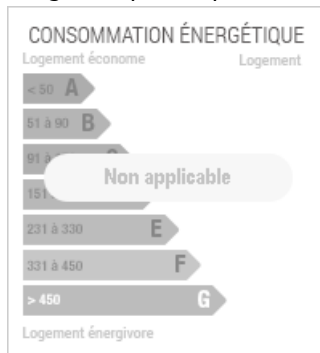 CONSOMMATION ÉNERGÉTIQUE
Logement économe Logement
< 50 A
51 à 90 B
91 à
Non applicable
151
231 à 330 E
331 à 450 F
> 450 G
Logement énergivore